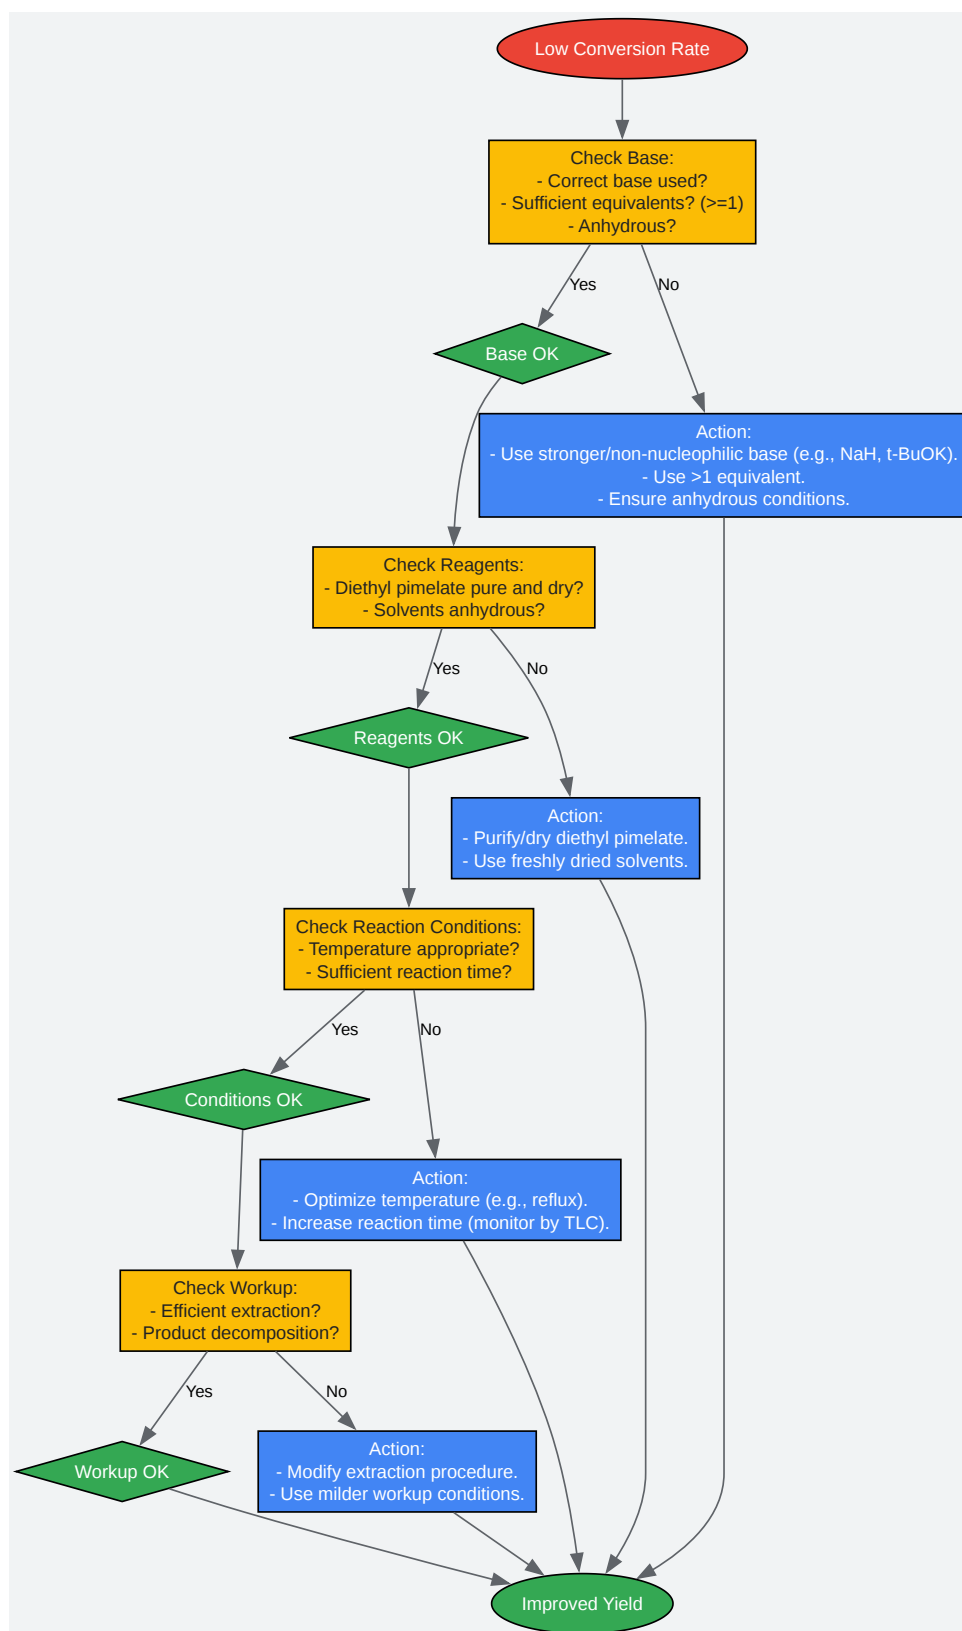 Low Conversion Rate
Check Base:
- Correct base used?
- Sufficient equivalents? (>=1)
- Anhydrous?
Yes
No
Base OK
Action:
- Use stronger/non-nucleophilic base (e.g., NaH, t-BuOK).
- Use >1 equivalent.
- Ensure anhydrous conditions.
Check Reagents:
- Diethyl pimelate pure and dry?
- Solvents anhydrous?
Yes
No
Reagents OK
Action:
- Purify/dry diethyl pimelate.
- Use freshly dried solvents.
Check Reaction Conditions:
- Temperature appropriate?
- Sufficient reaction time?
Yes
No
Conditions OK
Action:
- Optimize temperature (e.g., reflux).
- Increase reaction time (monitor by TLC).
Check Workup:
- Efficient extraction?
- Product decomposition?
Yes
No
Workup OK
Action:
- Modify extraction procedure.
- Use milder workup conditions.
Improved Yield